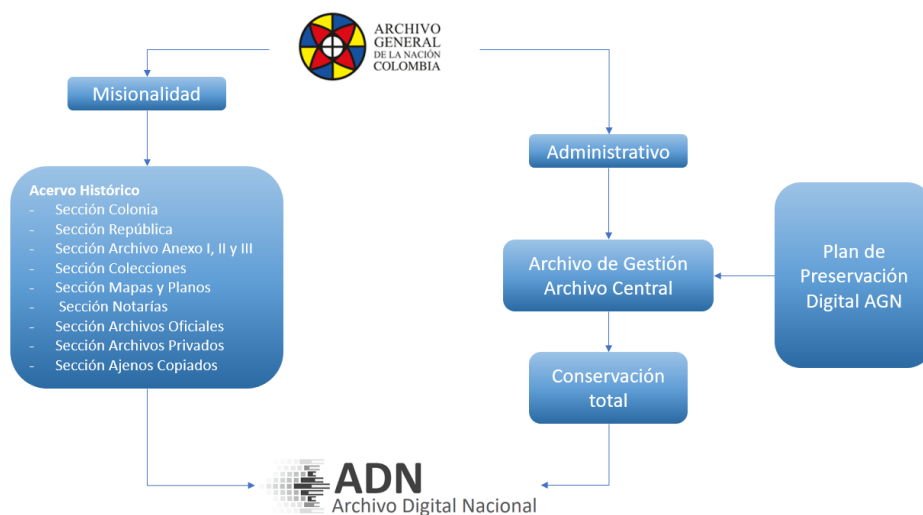 ARCHIVO
GENERAL
DE LA NACIÓN
COLOMBIA
Misionalidad
Administrativo
Acervo Histórico
- Sección Colonia
- Sección República
- Sección Archivo Anexo I, II y III
- Sección Colecciones
- Sección Mapas y Planos
- Sección Notarías
- Sección Archivos Oficiales
- Sección Archivos Privados
- Sección Ajenos Copiados
Archivo de Gestión
Archivo Central
Plan de
Preservación
Digital AGN
Conservación
total
ADN
Archivo Digital Nacional